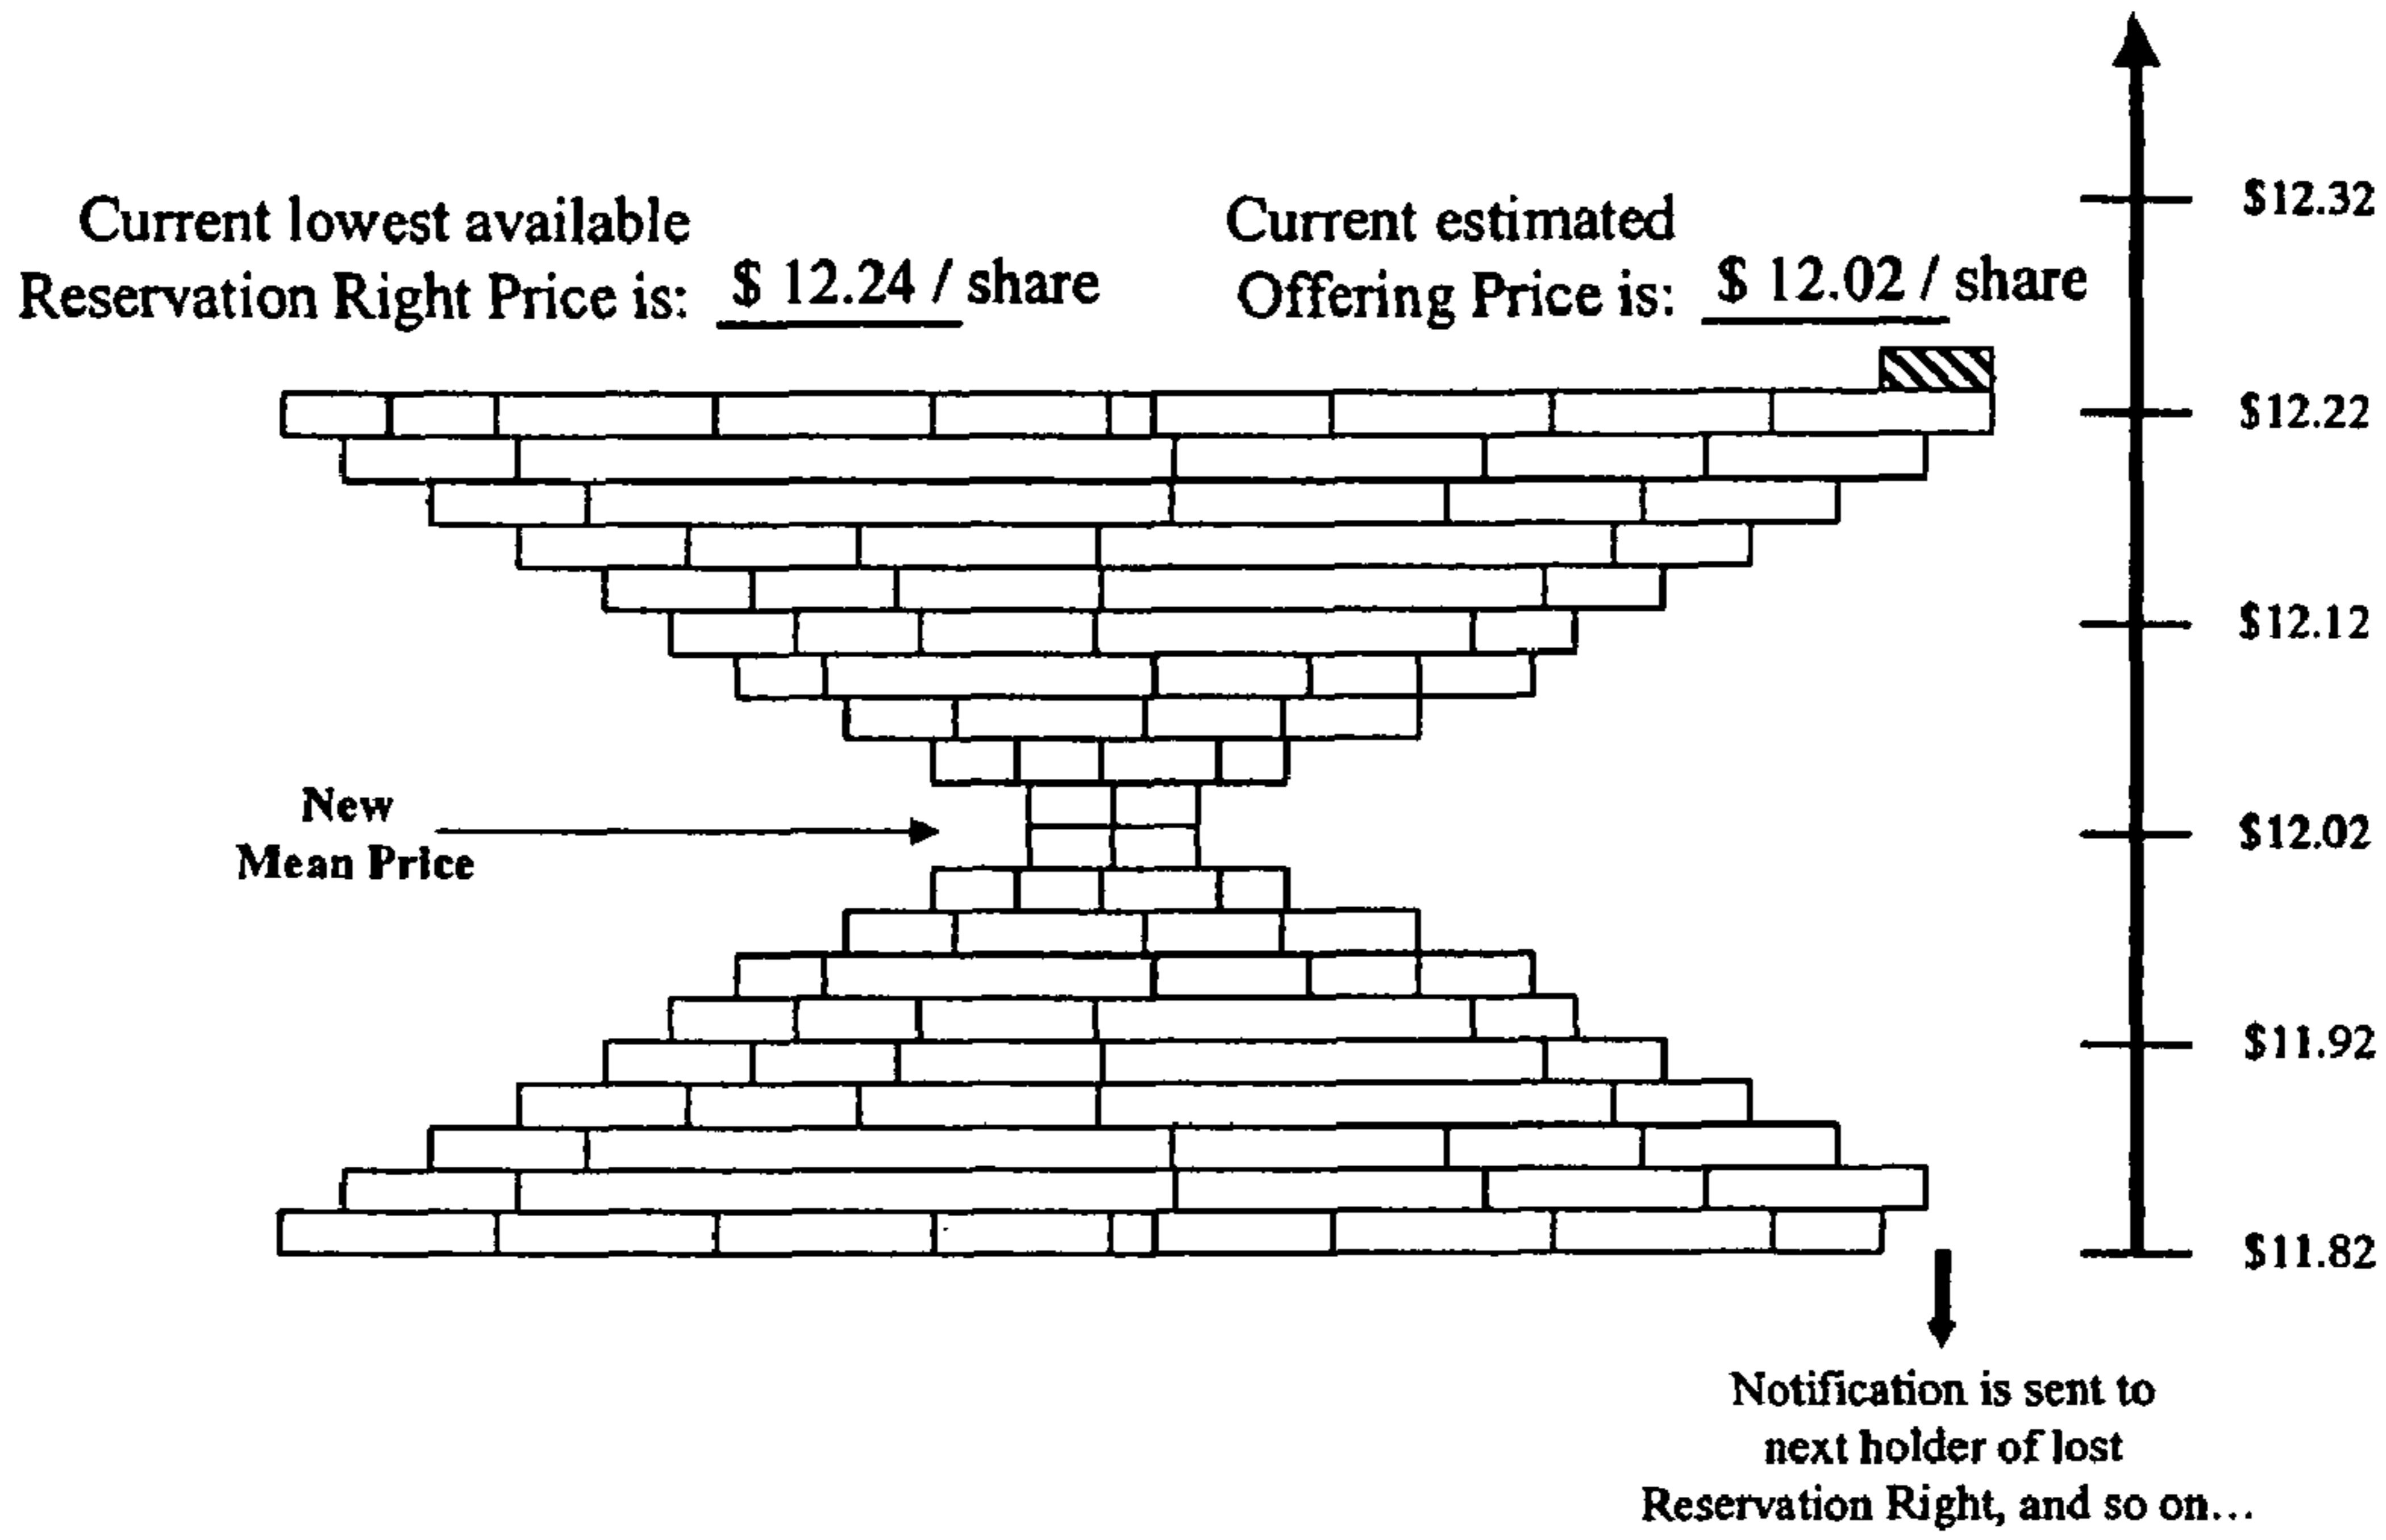 Current lowest available
Reservation Right Price is: $ 12.24 / share
Current estimated
Offering Price is: $ 12.02 / share
$12.32
$12.22
$12.12
New
Mean Price
$12.02
$11.92
$11.82
Notification is sent to
next holder of lost
Reservation Right, and so on...